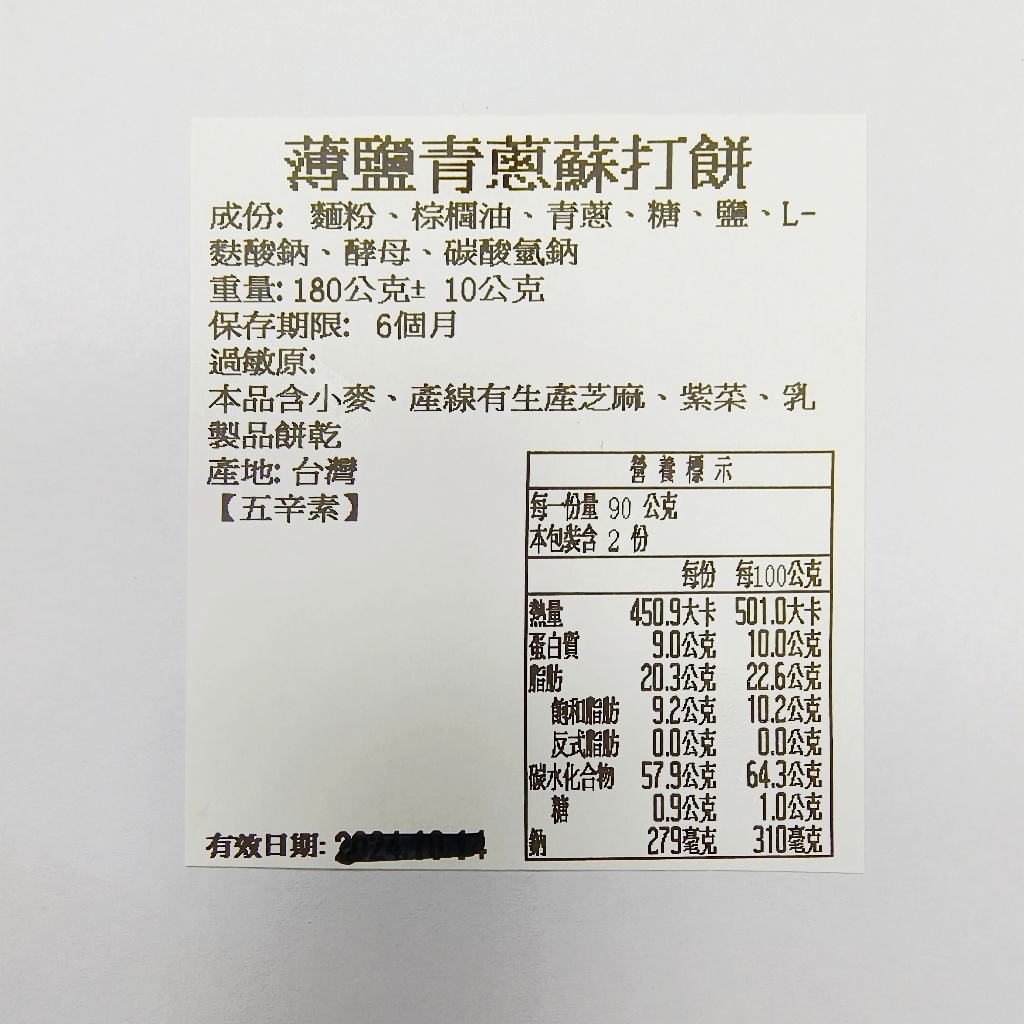 薄鹽青蔥蘇打餅
成份: 麵粉、棕櫚油、青蔥、糖、鹽、L-
麩酸鈉、酵母、碳酸氫鈉
重量:180公克± 10公克
保存期限: 6個月
過敏原:
本品含小麥、產線有生產芝麻、紫菜、乳
製品餅乾
產地:台灣
【五辛素】
營養標示
每一份量 90 公克
本包裝含 2 份
每份 每100公克
熱量 450.9大卡 501.0大卡
蛋白質 9.0公克 10.0公克
脂肪 20.3公克 22.6公克
飽和脂肪 9.2公克 10.2公克
反式脂肪 0.0公克 0.0公克
碳水化合物 57.9公克 64.3公克
糖 0.9公克 1.0公克
鈉 279毫克 310毫克
有效日期: